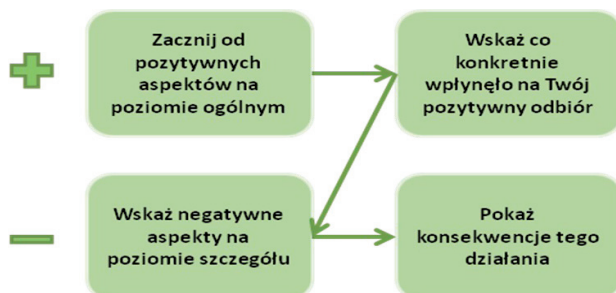 Zacznij od
pozytywnych
aspektów na
poziomie ogólnym
Wskaż co
konkretnie
wpłynęło na Twój
pozytywny odbiór
Wskaż negatywne
aspekty na
poziomie szczegółu
Pokaż
konsekwencje tego
działania